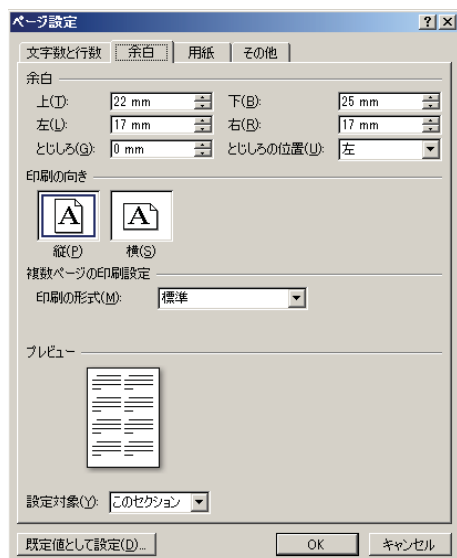 ページ設定
文字数と行数 余白 用紙 その他
余白
上(T): 22 mm 下(B): 25 mm
左(L): 17 mm 右(R): 17 mm
とじしろ(G): 0 mm とじしろの位置(U): 左
印刷の向き
A A
縦(P) 横(S)
複数ページの印刷設定
印刷の形式(M): 標準
プレビュー
設定対象(Y): このセクション
既定値として設定(D)... OK キャンセル